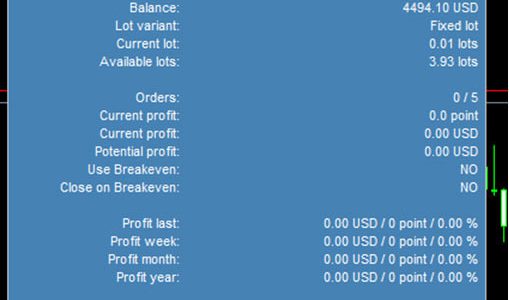 Balance: 4494.10 USD
Lot variant: Fixed lot
Current lot: 0.01 lots
Available lots: 3.93 lots
Orders: 0 / 5
Current profit: 0.0 point
Current profit: 0.00 USD
Potential profit: 0.00 USD
Use Breakeven: NO
Close on Breakeven: NO
Profit last: 0.00 USD / 0 point / 0.00 %
Profit week: 0.00 USD / 0 point / 0.00 %
Profit month: 0.00 USD / 0 point / 0.00 %
Profit year: 0.00 USD / 0 point / 0.00 %